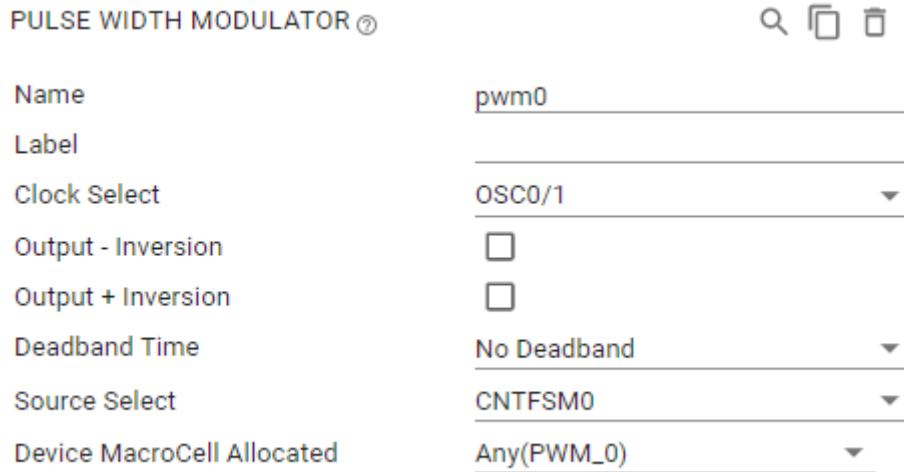 PULSE WIDTH MODULATOR ?
Name pwm0
Label
Clock Select OSC0/1
Output - Inversion
Output + Inversion
Deadband Time No Deadband
Source Select CNTFSM0
Device MacroCell Allocated Any(PWM_0)